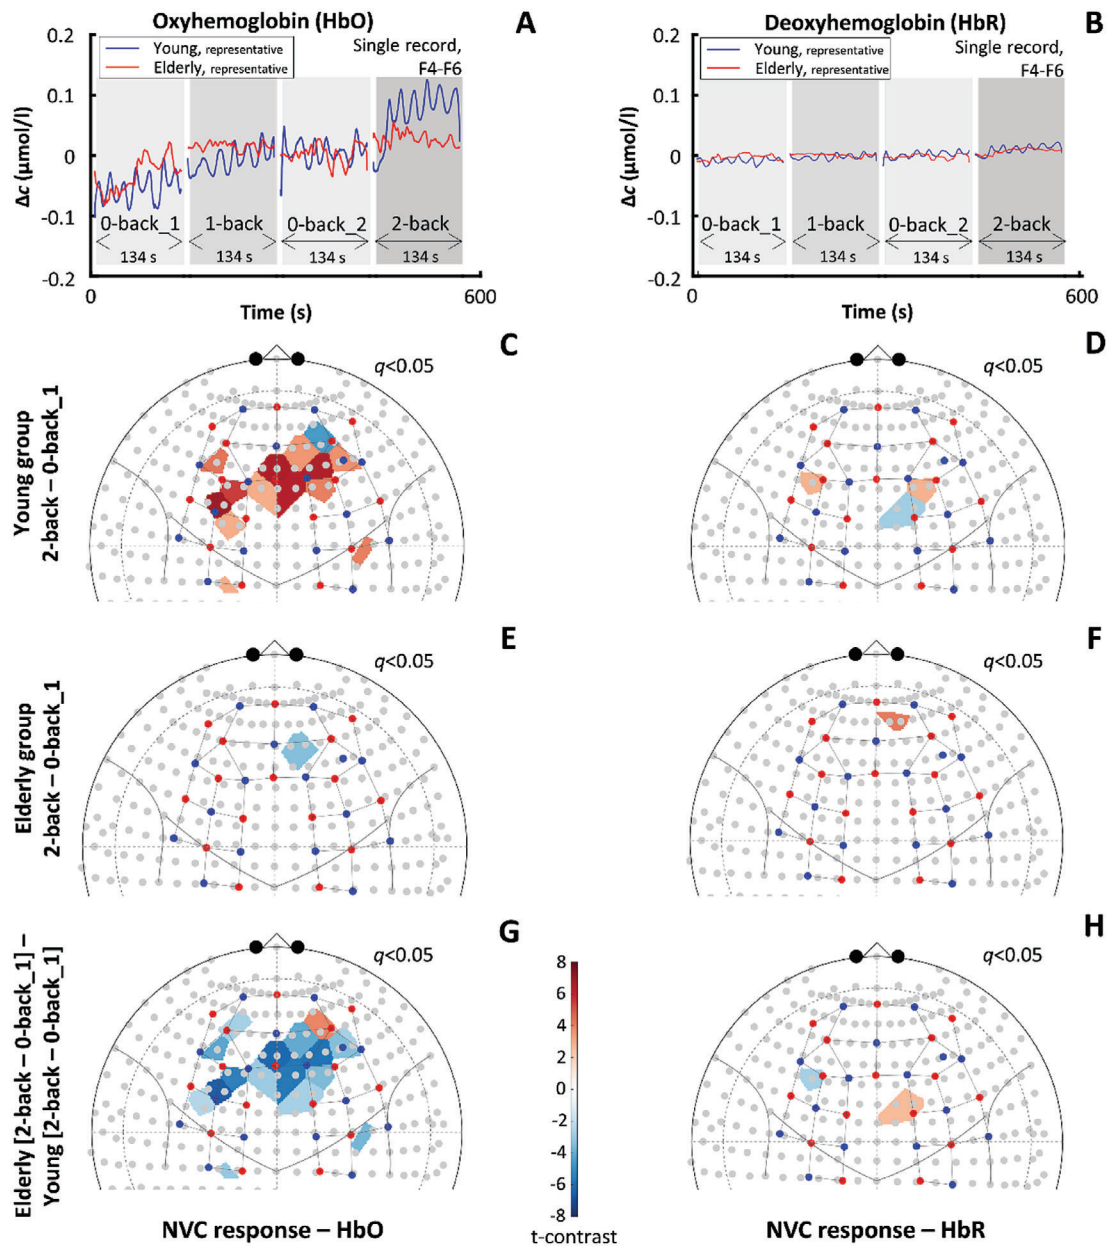 Oxyhemoglobin (HbO)
A
0.2
0.1
0
-0.1
-0.2
Δc (µmol/l)
Young, representative
Elderly, representative
Single record,
F4-F6
0-back_1
1-back
0-back_2
2-back
134 s
134 s
134 s
134 s
0
600
Time (s)
Deoxyhemoglobin (HbR)
B
0.2
0.1
0
-0.1
-0.2
Δc (µmol/l)
Young, representative
Elderly, representative
Single record,
F4-F6
0-back_1
1-back
0-back_2
2-back
134 s
134 s
134 s
134 s
0
600
Time (s)
Young group
2-back – 0-back_1
C
q<0.05
D
q<0.05
Elderly group
2-back – 0-back_1
E
q<0.05
F
q<0.05
Elderly [2-back – 0-back_1] –
Young [2-back – 0-back_1]
G
q<0.05
8
6
4
2
0
-2
-4
-6
-8
t-contrast
H
q<0.05
NVC response – HbO
NVC response – HbR